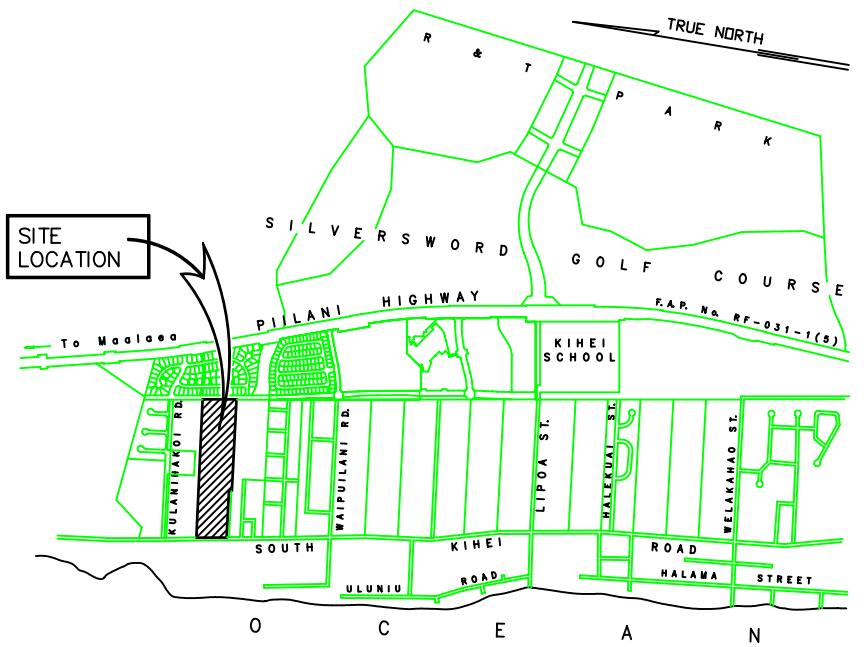 TRUE NORTH
R & T PARK
SITE
LOCATION
SILVERSWORD GOLF COURSE
PIILANI HIGHWAY
F.A.P. No. RF-031-1(5)
To Maalaea
KIHEI
SCHOOL
KULANIHAKOI RD.
WAIPUILANI RD.
LIPOA ST.
HALEKUAI ST.
WELAKAHAO ST.
SOUTH KIHEI ROAD
ULUNIU ROAD
HALAMA STREET
OCEAN